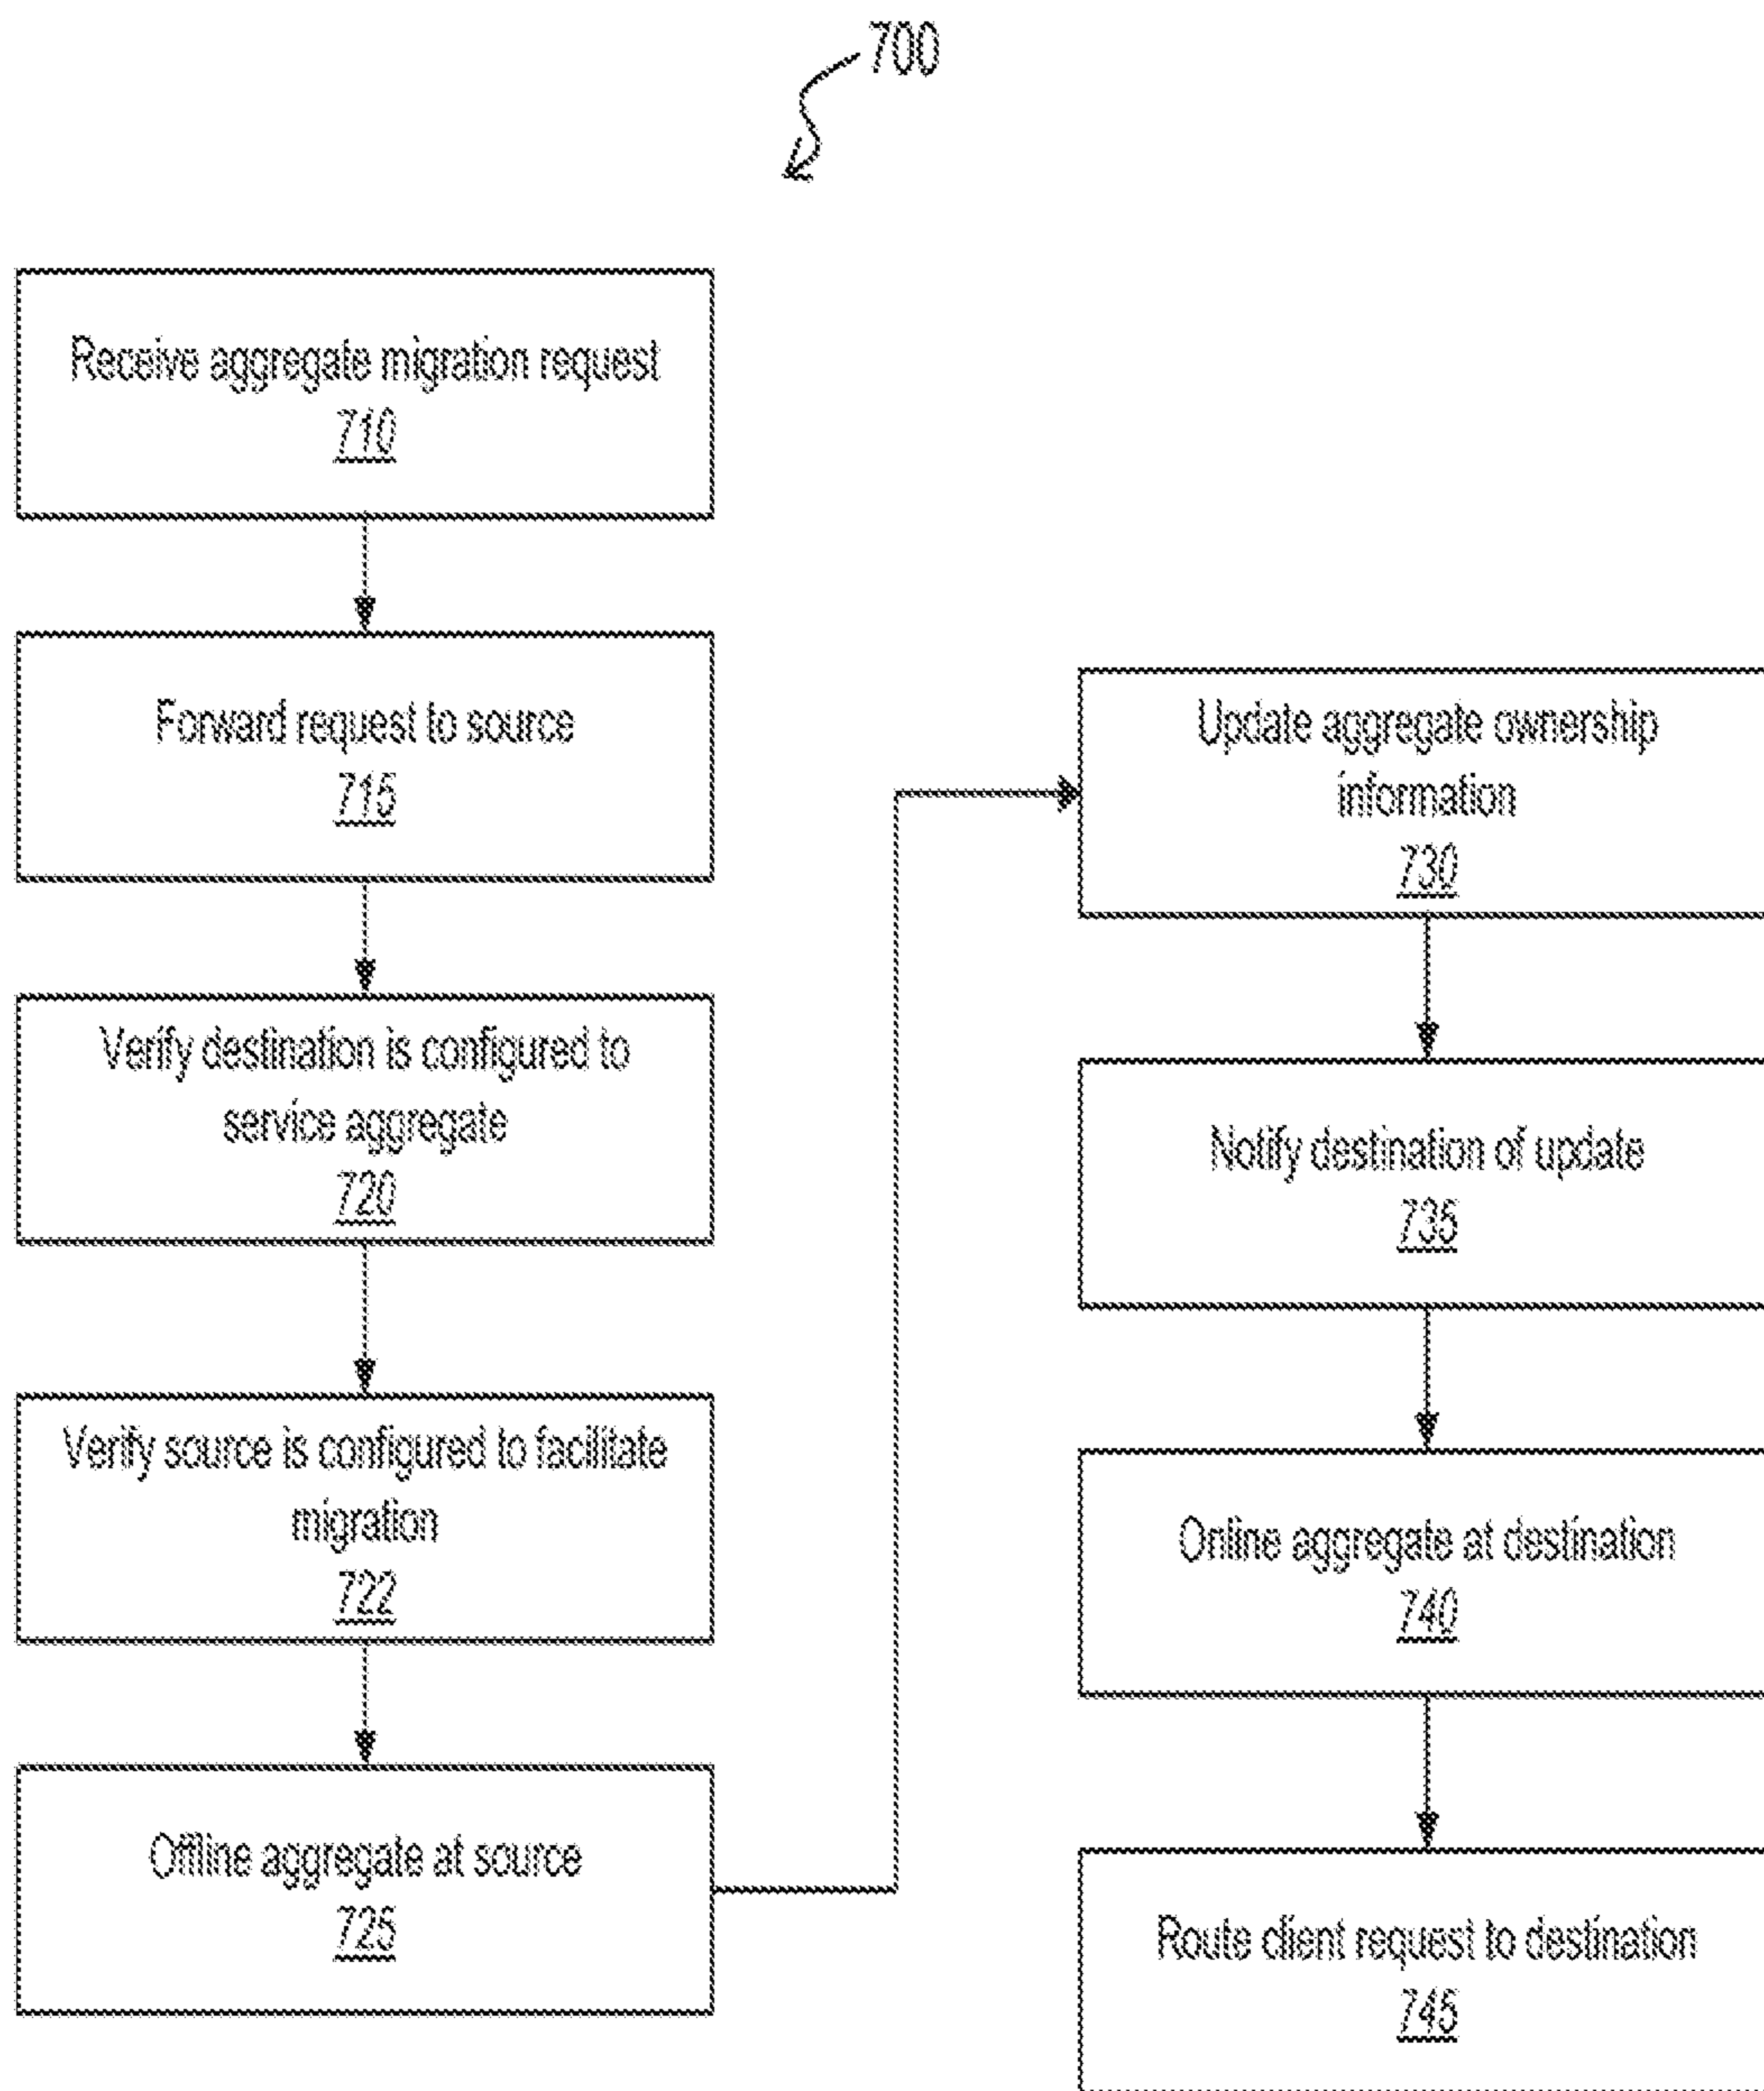 700
Receive aggregate migration request
710
Forward request to source
715
Verify destination is configured to
service aggregate
720
Verify source is configured to facilitate
migration
722
Offline aggregate at source
725
Update aggregate ownership
information
730
Notify destination of update
735
Online aggregate at destination
740
Route client request to destination
745